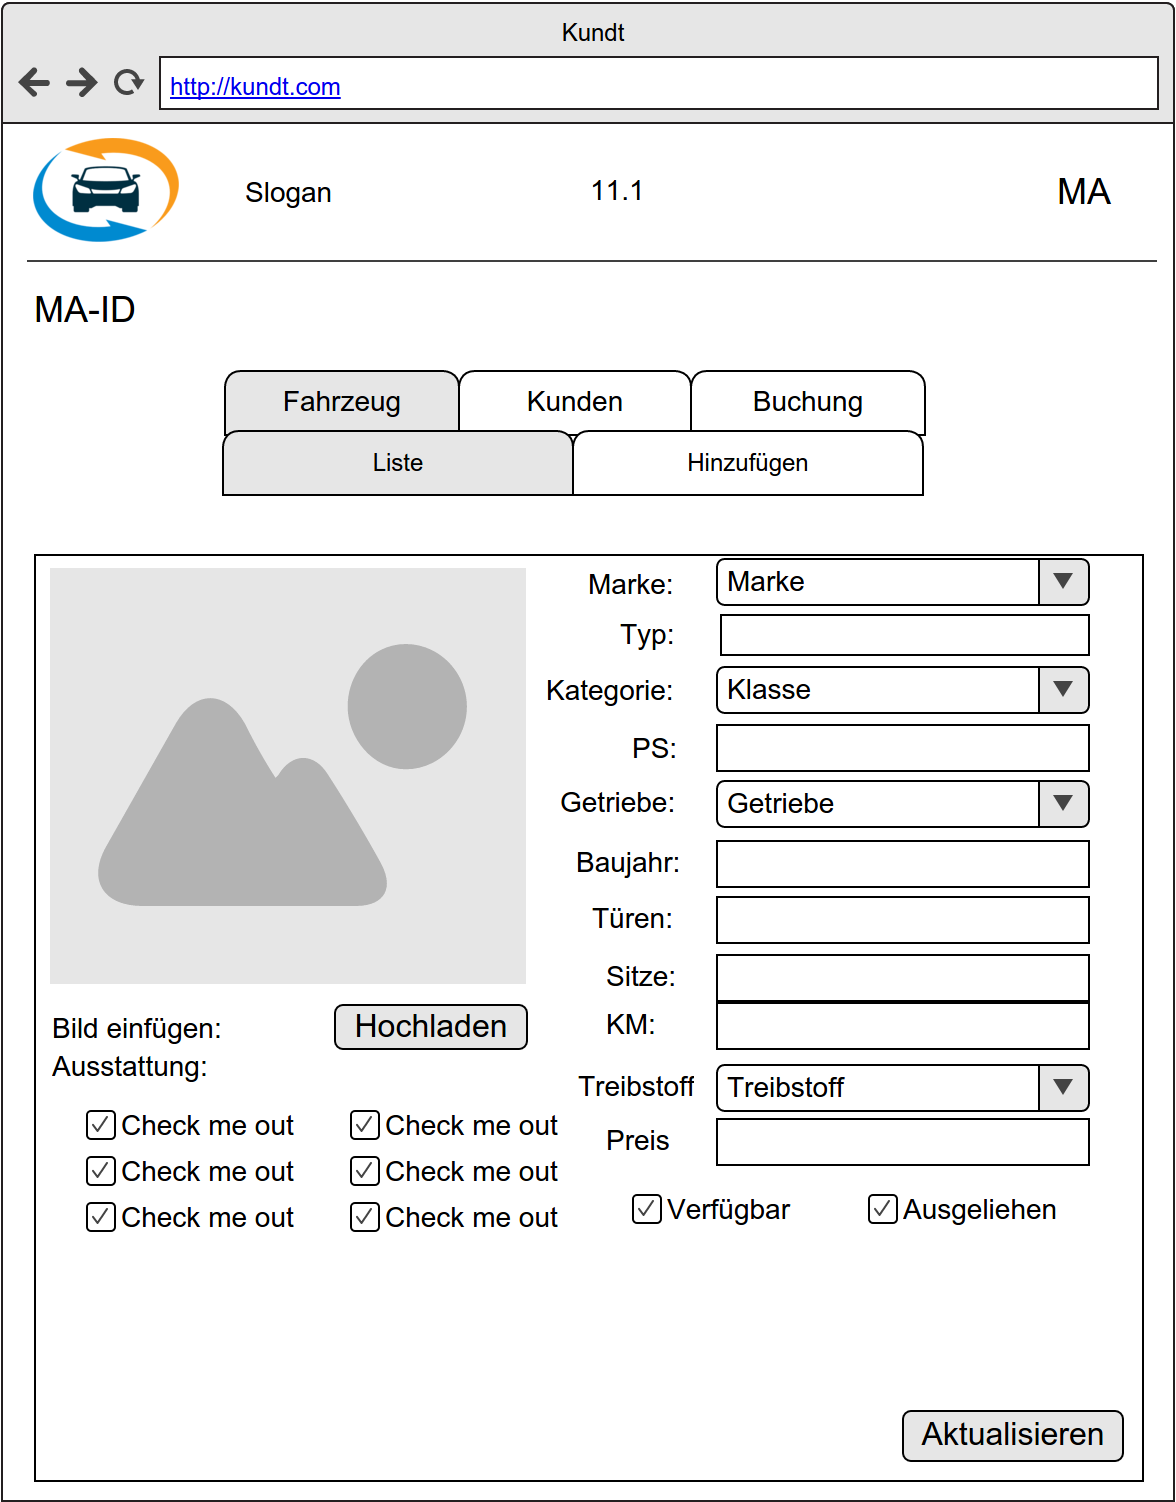 Kundt
http://kundt.com
Slogan
11.1
MA
MA-ID
Fahrzeug
Kunden
Buchung
Liste
Hinzufügen
Marke:
Marke
Typ:
Kategorie:
Klasse
PS:
Getriebe:
Getriebe
Baujahr:
Türen:
Sitze:
KM:
Treibstoff
Treibstoff
Preis
Verfügbar
Ausgeliehen
Bild einfügen:
Hochladen
Ausstattung:
Check me out
Check me out
Check me out
Check me out
Check me out
Check me out
Aktualisieren